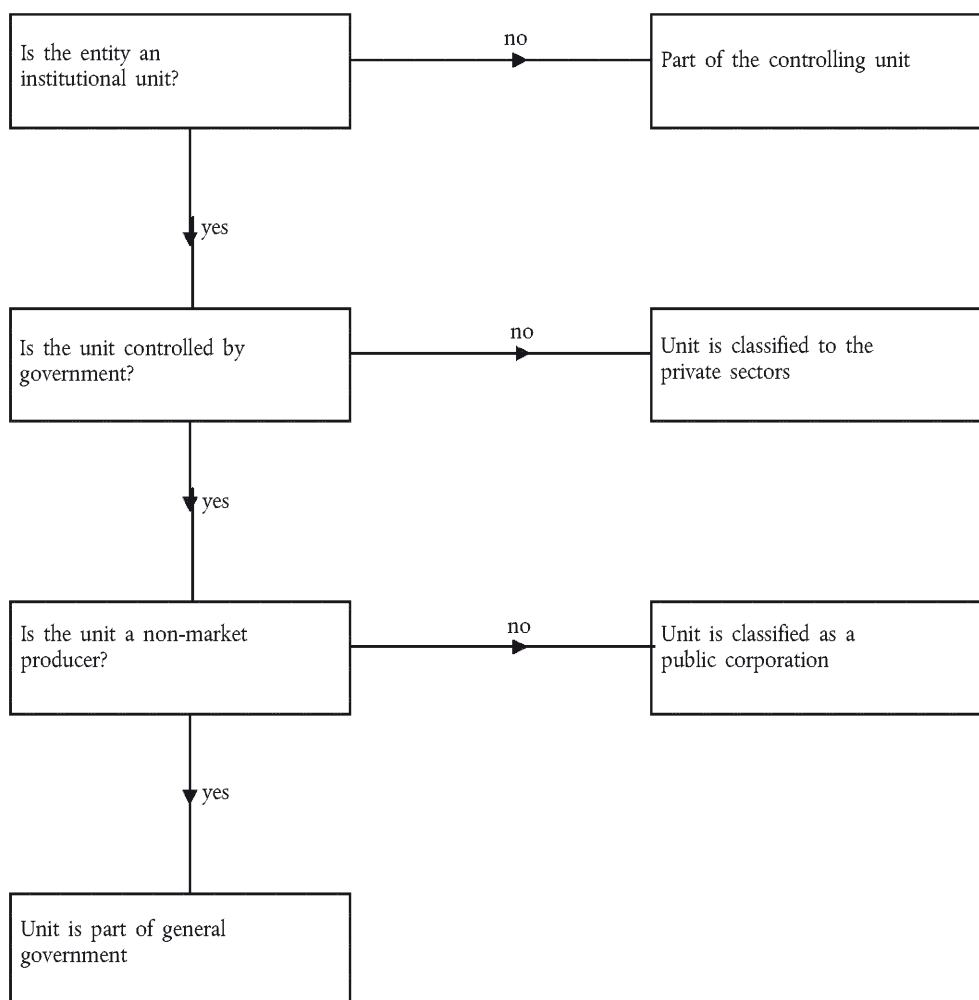 Is the entity an
institutional unit?
no
Part of the controlling unit
yes
Is the unit controlled by
government?
no
Unit is classified to the
private sectors
yes
Is the unit a non-market
producer?
no
Unit is classified as a
public corporation
yes
Unit is part of general
government